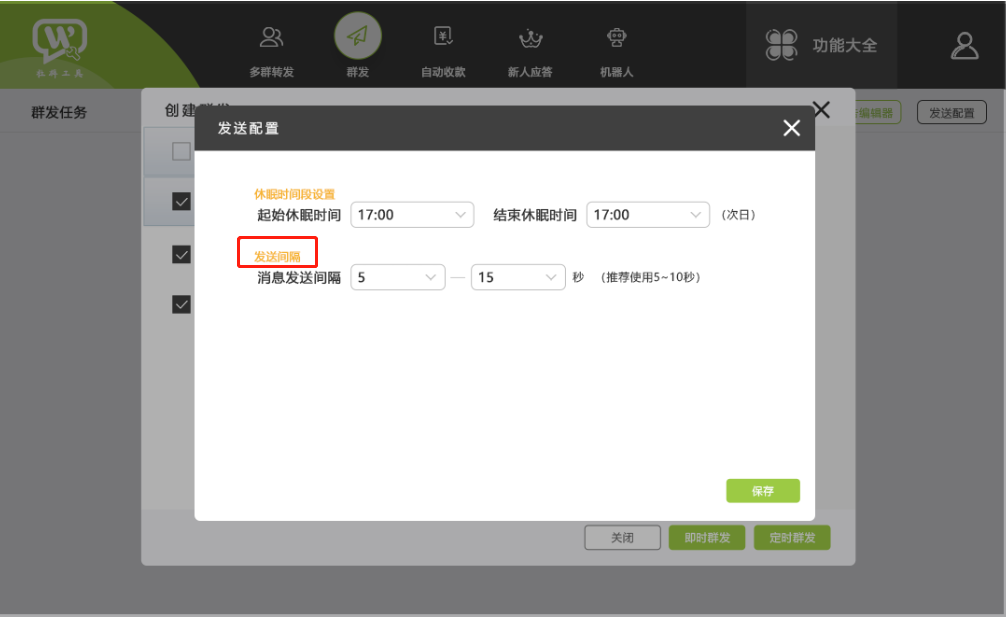 W
多群转发
群发
自动收款
新人应答
机器人
功能大全
群发任务
创建群发
编辑器
发送配置
发送配置
休眠时间段设置
起始休眠时间 17:00 结束休眠时间 17:00 (次日)
发送间隔
消息发送间隔 5 — 15 秒 (推荐使用5~10秒)
保存
关闭 即时群发 定时群发